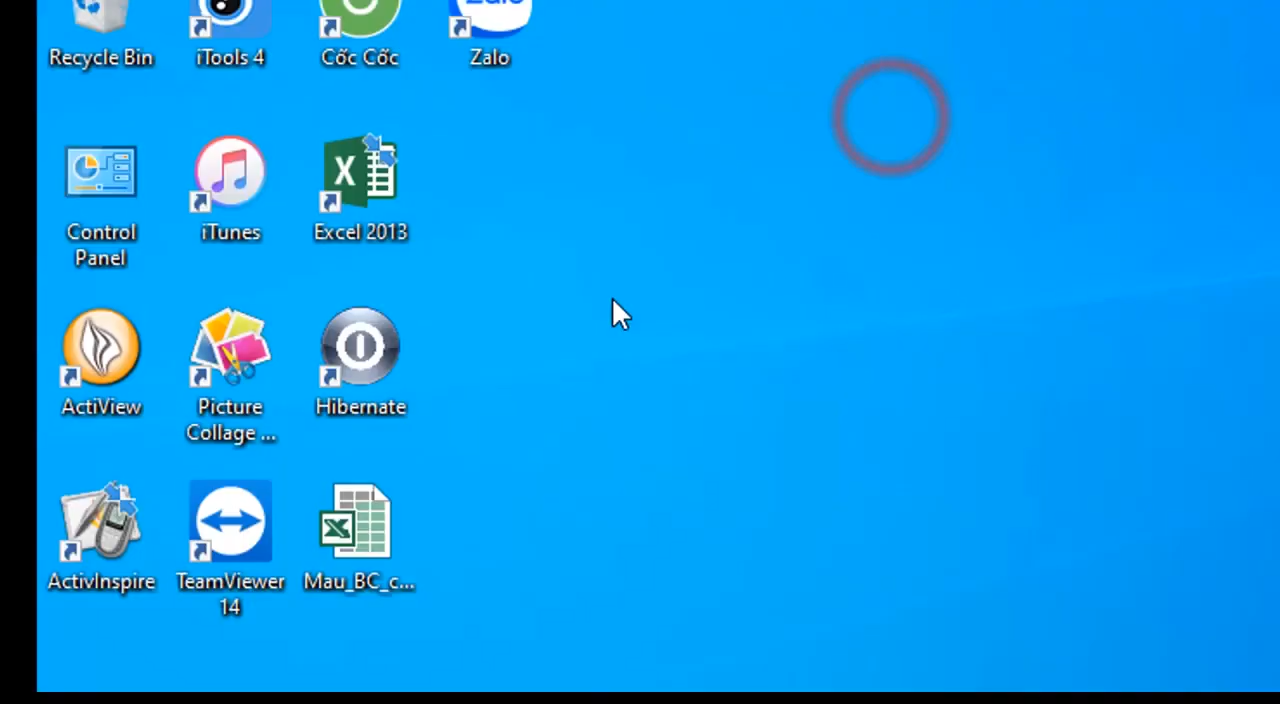 Zalo
Recycle Bin
iTools 4
Cốc Cốc
Zalo
Control
Panel
iTunes
Excel 2013
ActiView
Picture
Collage ...
Hibernate
ActivInspire
TeamViewer
14
Mau_BC_c...